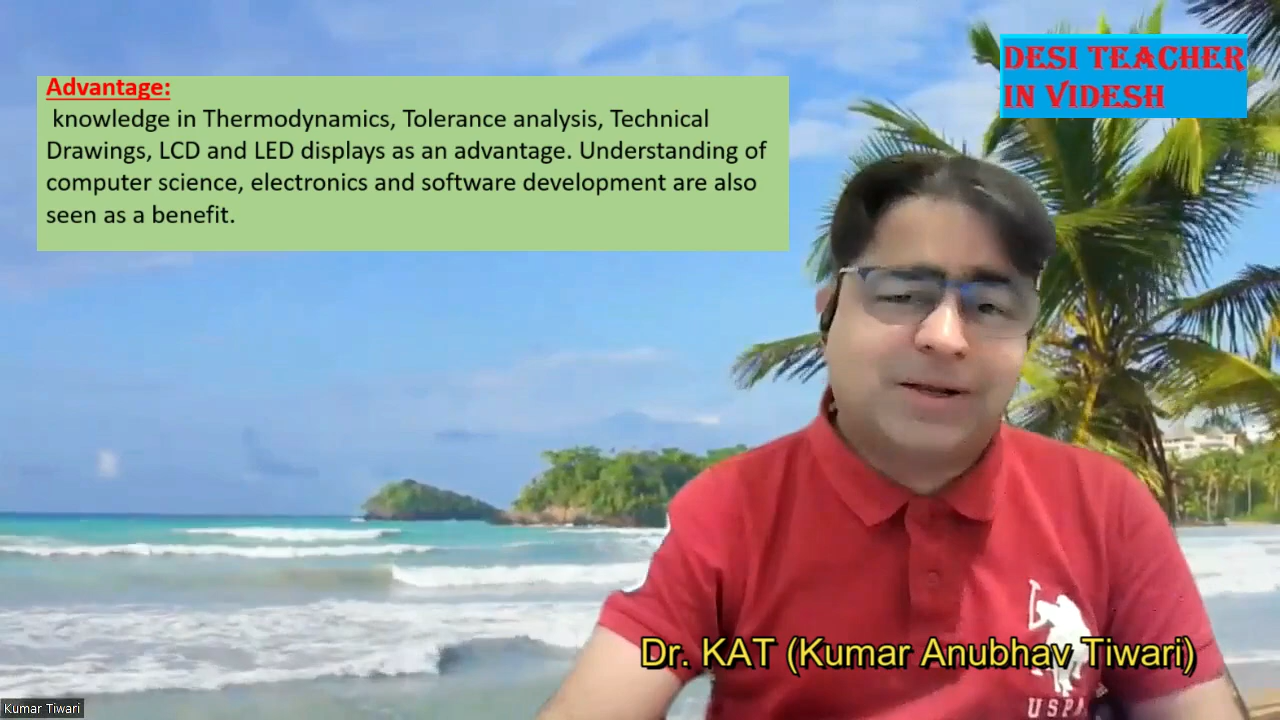 Advantage:
knowledge in Thermodynamics, Tolerance analysis, Technical
Drawings, LCD and LED displays as an advantage. Understanding of
computer science, electronics and software development are also
seen as a benefit.
DESI TEACHER
IN VIDESH
Dr. KAT (Kumar Anubhav Tiwari)
USPA
Kumar Tiwari